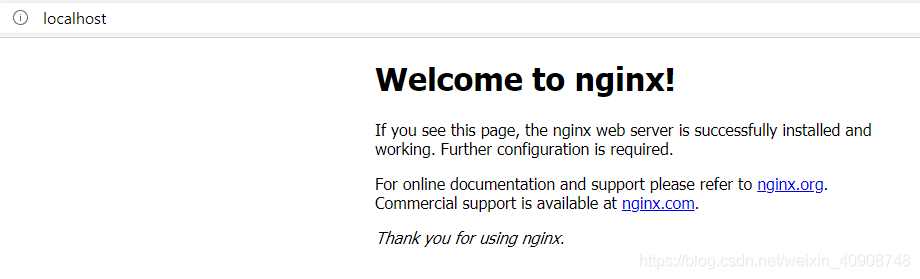 localhost
Welcome to nginx!
If you see this page, the nginx web server is successfully installed and
working. Further configuration is required.
For online documentation and support please refer to nginx.org.
Commercial support is available at nginx.com.
Thank you for using nginx.
https://blog.csdn.net/weixin_40908748